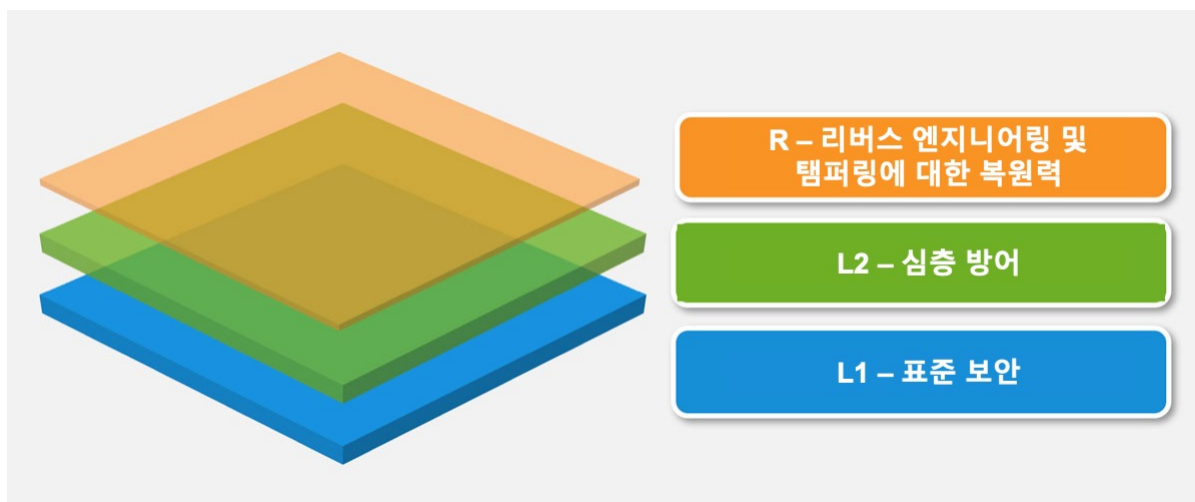 R – 리버스 엔지니어링 및
탬퍼링에 대한 복원력
L2 – 심층 방어
L1 – 표준 보안